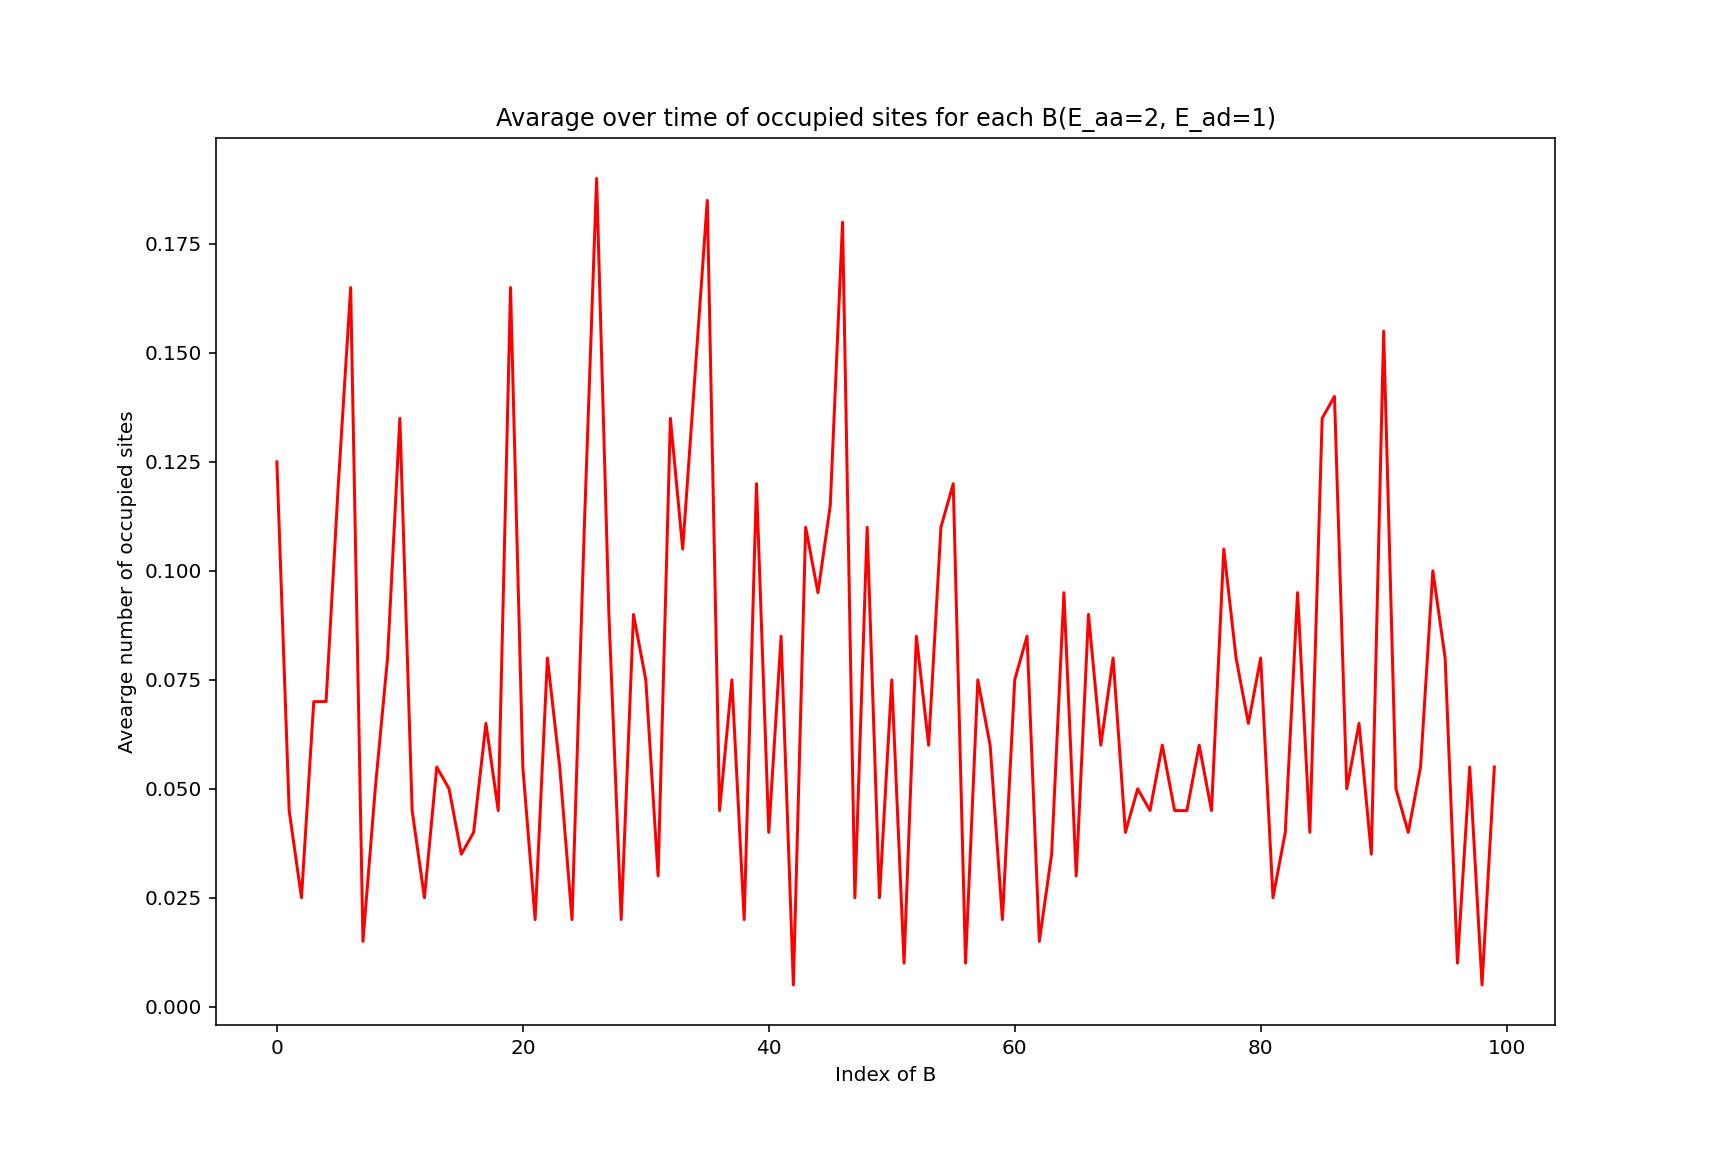 Avarage over time of occupied sites for each B(E_aa=2, E_ad=1)
Avearge number of occupied sites
0.175
0.150
0.125
0.100
0.075
0.050
0.025
0.000
0 20 40 60 80 100
Index of B